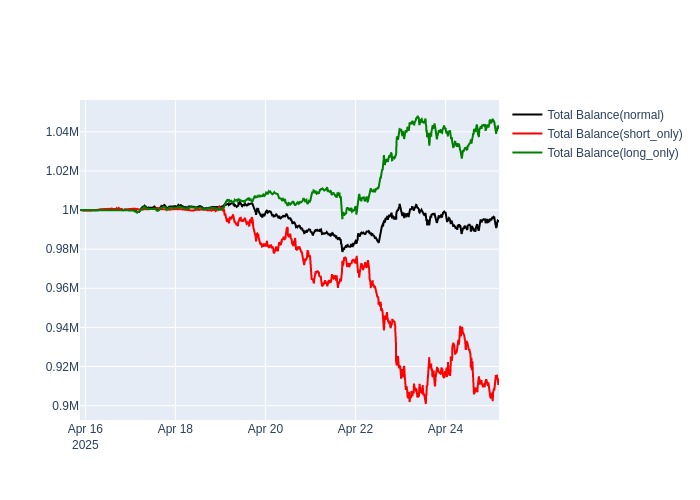 Total Balance(normal)
Total Balance(short_only)
Total Balance(long_only)
1.04M
1.02M
1M
0.98M
0.96M
0.94M
0.92M
0.9M
Apr 16
2025
Apr 18
Apr 20
Apr 22
Apr 24